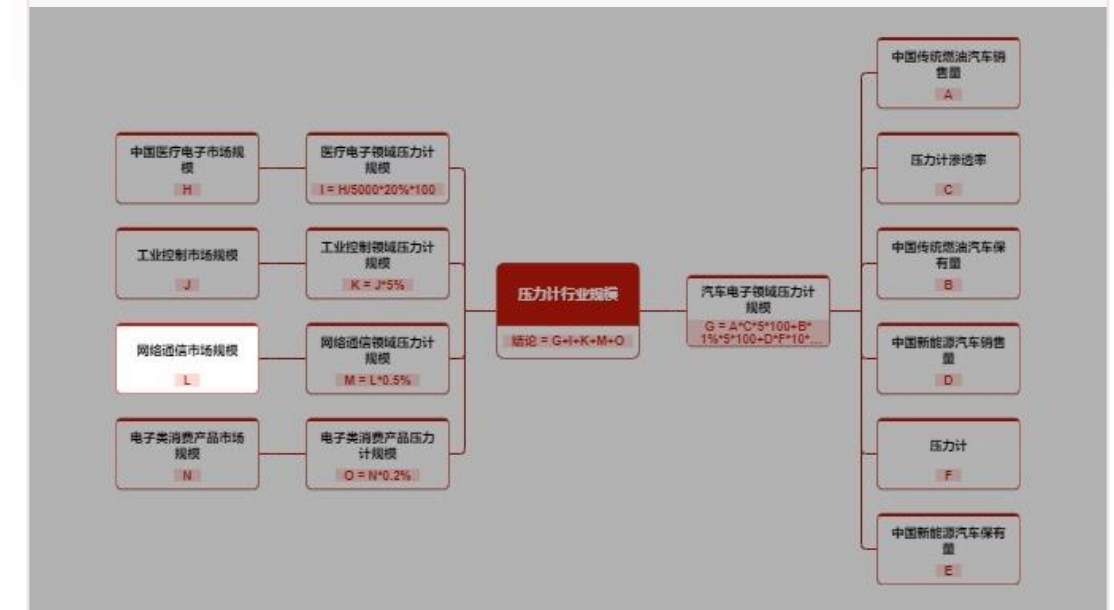 中国医疗电子市场规
模
H
医疗电子领域压力计
规模
I = H/5000*20%*100
工业控制市场规模
J
工业控制领域压力计
规模
K = J*5%
网络通信市场规模
L
网络通信领域压力计
规模
M = L*0.5%
电子类消费产品市场
规模
N
电子类消费产品压力
计规模
O = N*0.2%
压力计行业规模
结论 = G+I+K+M+O
汽车电子领域压力计
规模
G = A*C*5*100+B*
1%*5*100+D*F*10*...
中国传统燃油汽车销
售量
A
压力计渗透率
C
中国传统燃油汽车保
有量
B
中国新能源汽车销售
量
D
压力计
F
中国新能源汽车保有
量
E